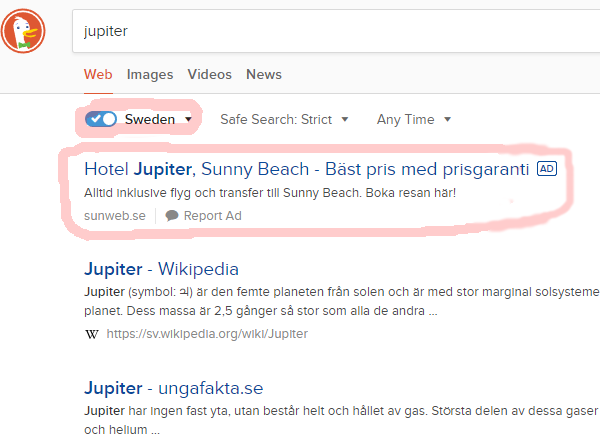 jupiter
Web Images Videos News
Sweden Safe Search: Strict Any Time
Hotel Jupiter, Sunny Beach - Bäst pris med prisgaranti AD
Alltid inklusive flyg och transfer till Sunny Beach. Boka resan här!
sunweb.se Report Ad
Jupiter - Wikipedia
Jupiter (symbol: ♃) är den femte planeten från solen och är med stor marginal solsysteme
planet. Dess massa är 2,5 gånger så stor som alla de andra ...
W https://sv.wikipedia.org/wiki/Jupiter
Jupiter - ungafakta.se
Jupiter har ingen fast yta, utan består helt och hållet av gas. Största delen av dessa gaser
och helium ...